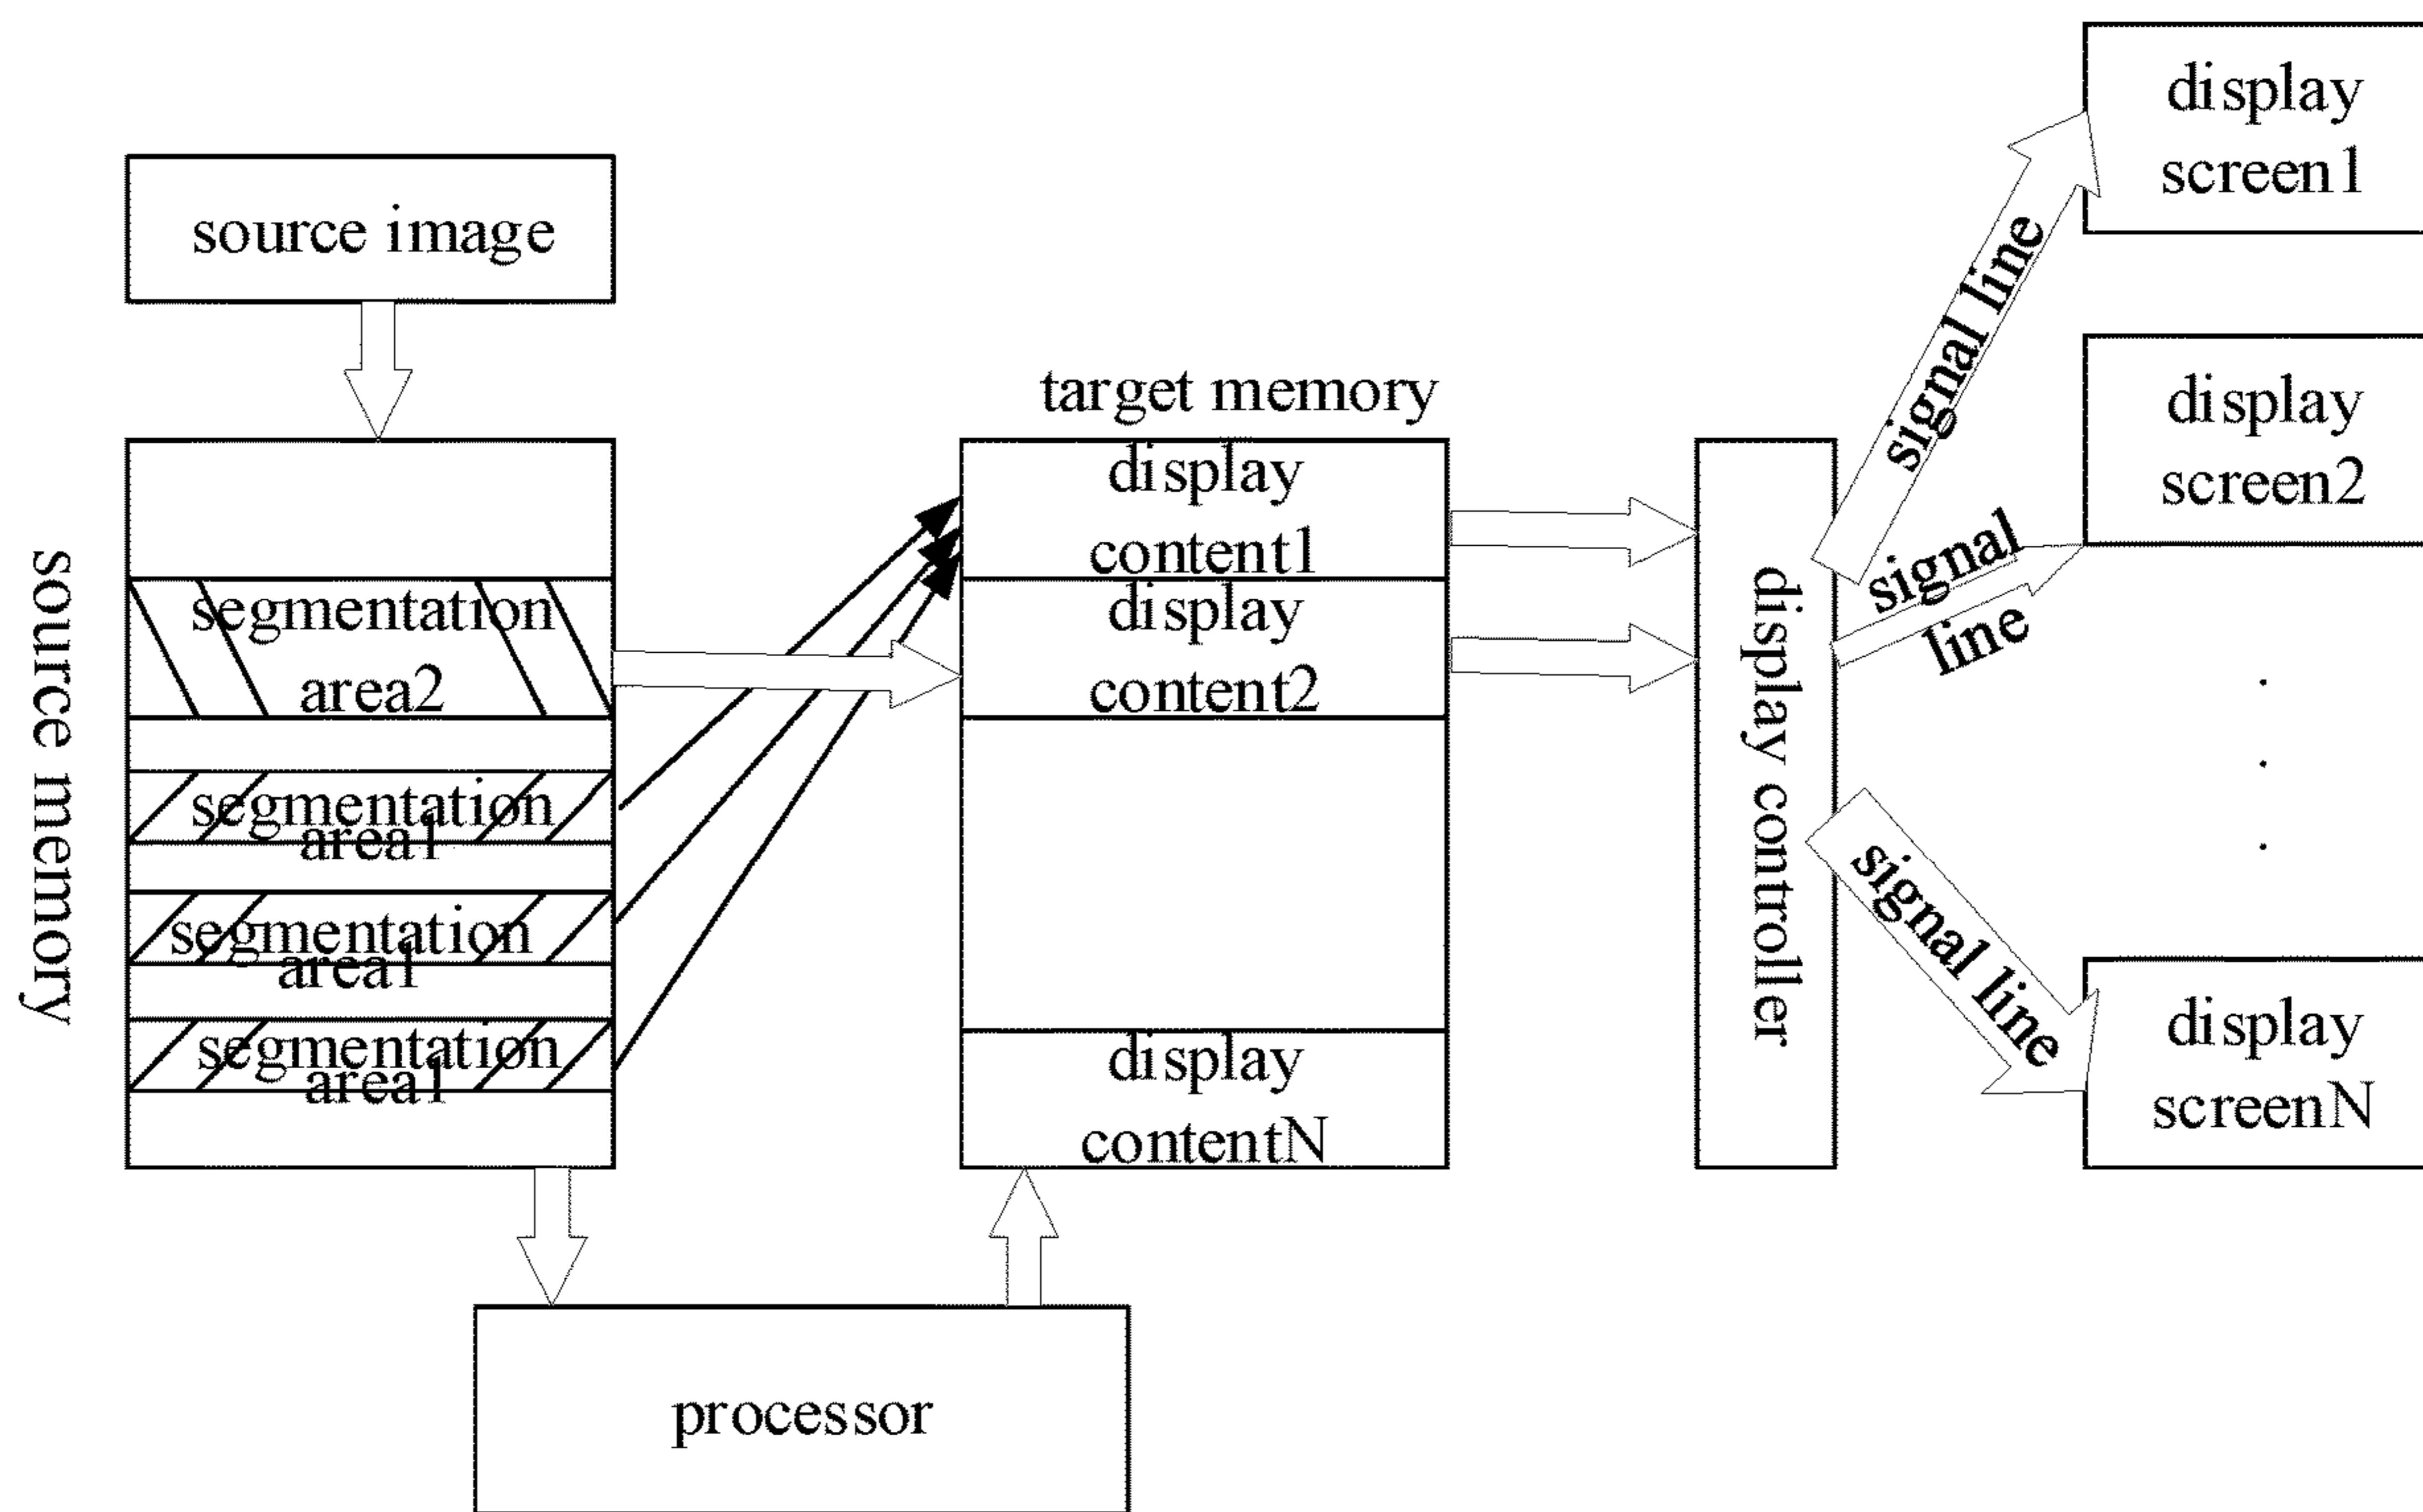 source image
source memory
segmentation
area2
segmentation
area1
segmentation
area1
segmentation
area1
target memory
display
content1
display
content2
display
contentN
processor
display controller
signal line
signal
line
signal line
display
screen1
display
screen2
.
.
.
display
screenN